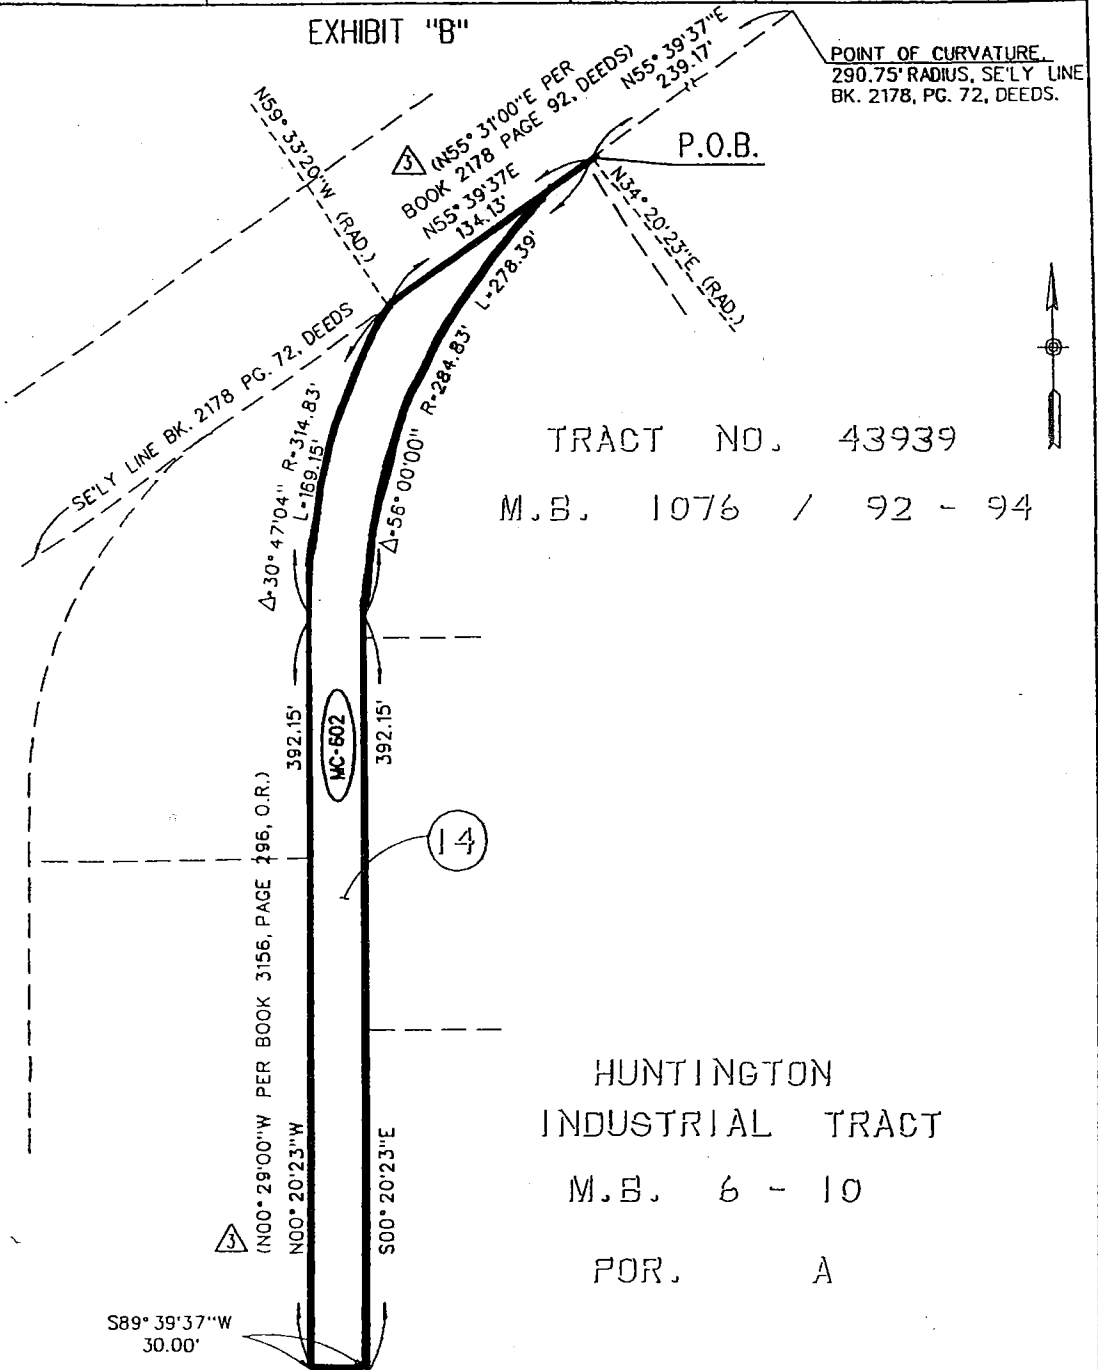 EXHIBIT "B"
POINT OF CURVATURE,
290.75' RADIUS, SE'LY LINE
BK. 2178, PG. 72, DEEDS.
N55° 39'37"E
239.17'
P.O.B.
3
(N55° 31'00"E PER
BOOK 2178 PAGE 92, DEEDS)
N55° 39'37E
134.13'
N59° 33'20"W (RAD.)
N34° 20'23"E (RAD.)
SE'LY LINE BK. 2178 PG. 72, DEEDS
Δ=30° 47'04" R=314.83'
L=169.15'
Δ=56° 00'00" R=284.83' L=278.39'
TRACT NO. 43939
M.B. 1076 / 92 - 94
392.15'
MC-602
392.15'
14
3
(N00° 29'00"W PER BOOK 3156, PAGE 296, O.R.)
N00° 20'23"W
S00° 20'23"E
HUNTINGTON
INDUSTRIAL TRACT
M.B. 6 - 10
POR. A
S89° 39'37"W
30.00'